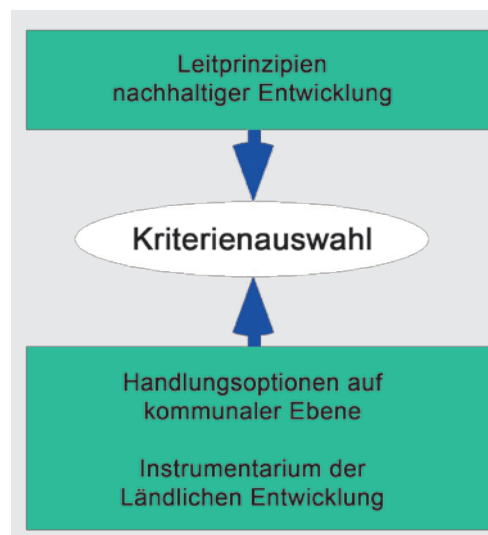 Leitprinzipien
nachhaltiger Entwicklung
Kriterienauswahl
Handlungsoptionen auf
kommunaler Ebene
Instrumentarium der
Ländlichen Entwicklung